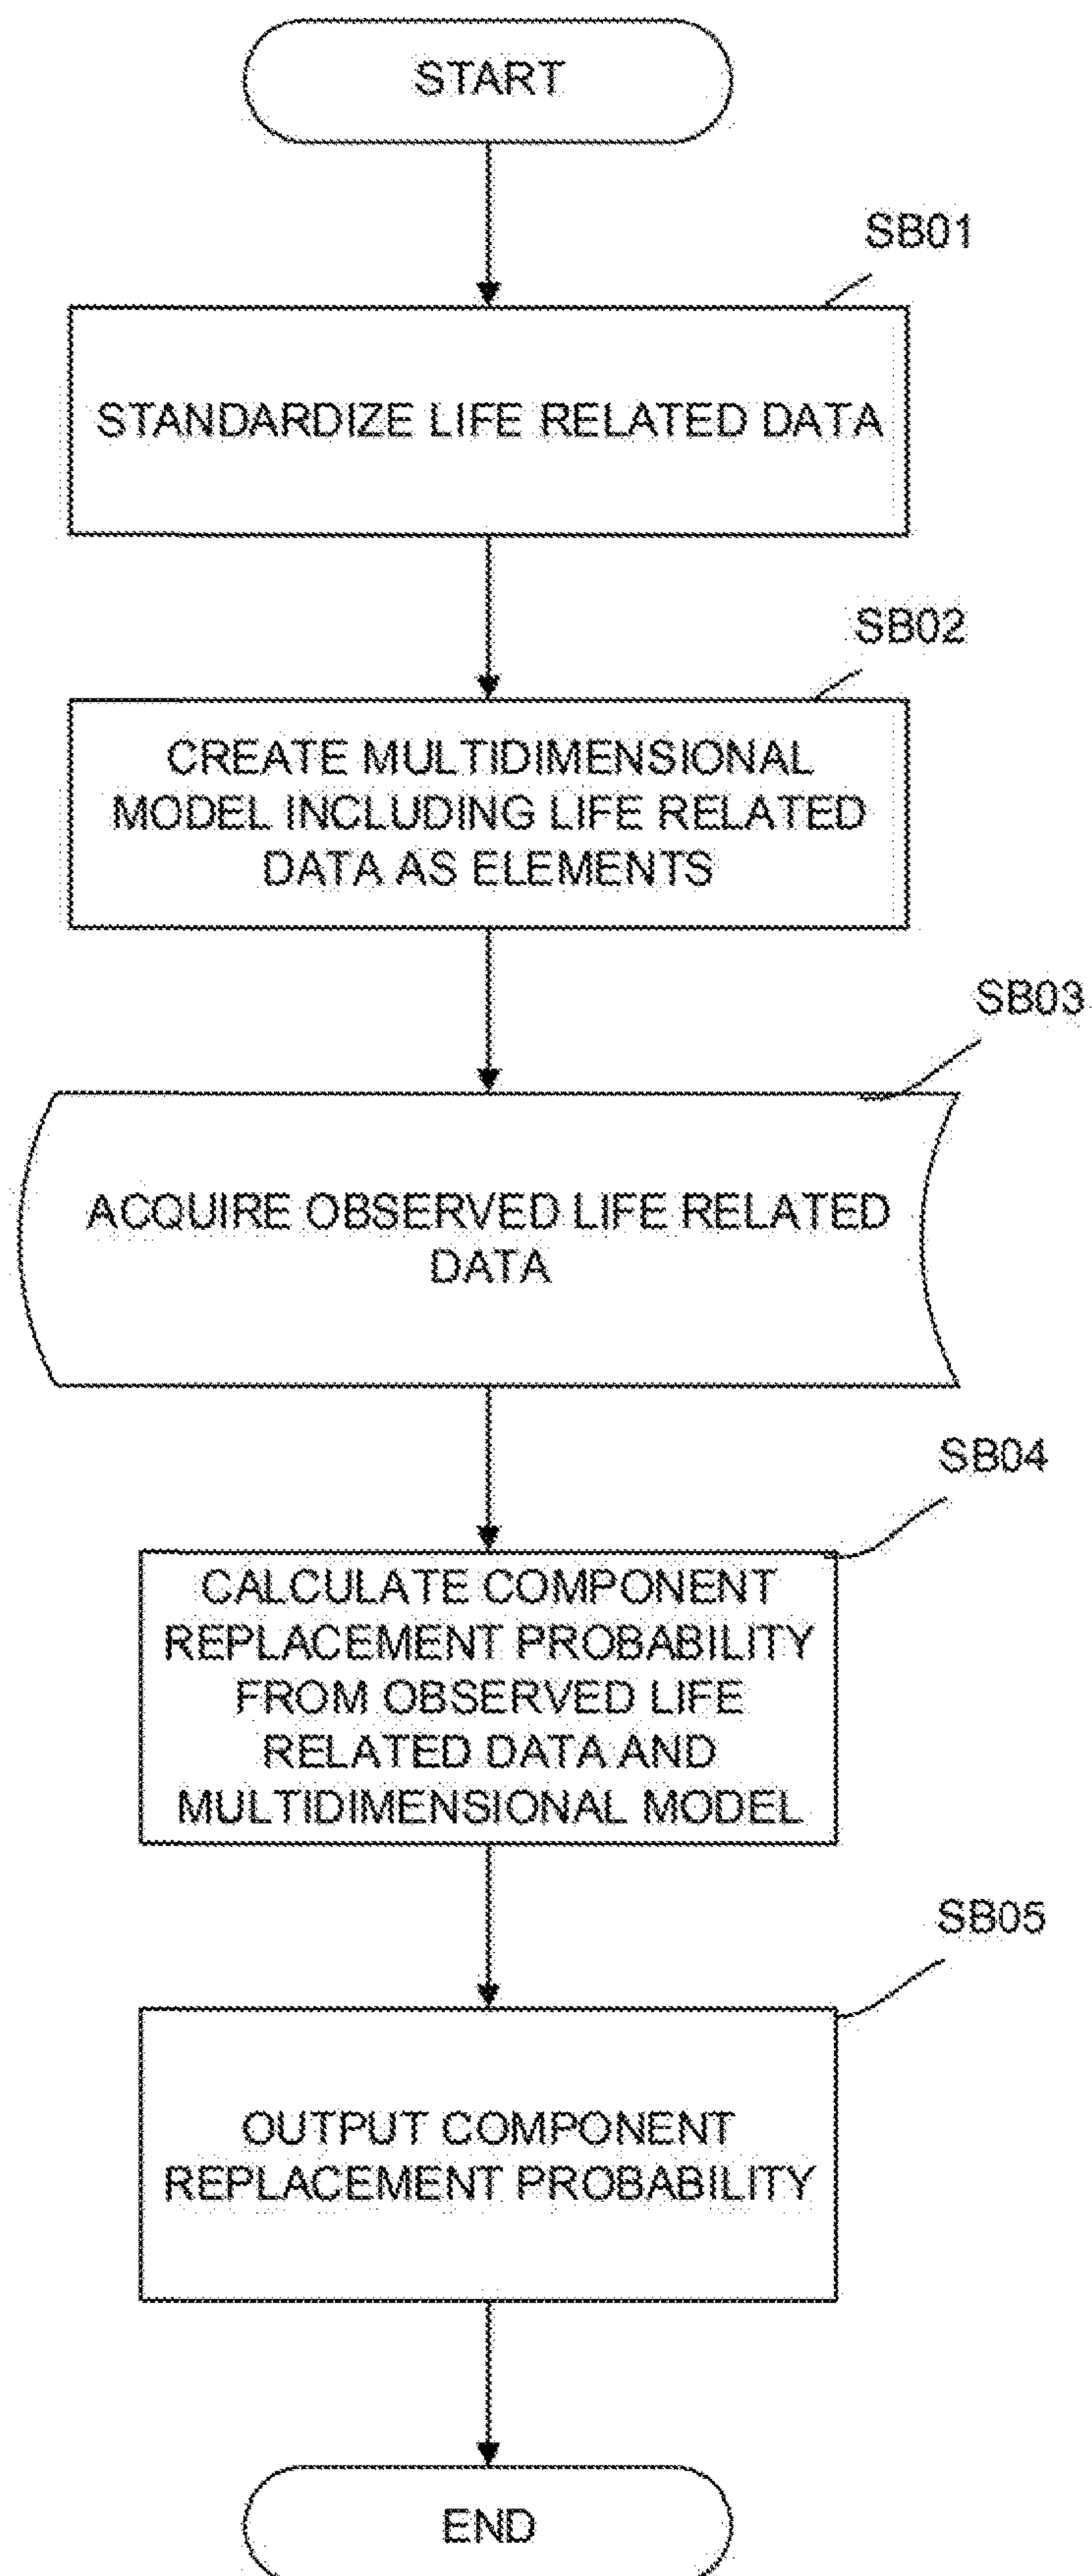 START
SB01
STANDARDIZE LIFE RELATED DATA
SB02
CREATE MULTIDIMENSIONAL
MODEL INCLUDING LIFE RELATED
DATA AS ELEMENTS
SB03
ACQUIRE OBSERVED LIFE RELATED
DATA
SB04
CALCULATE COMPONENT
REPLACEMENT PROBABILITY
FROM OBSERVED LIFE
RELATED DATA AND
MULTIDIMENSIONAL MODEL
SB05
OUTPUT COMPONENT
REPLACEMENT PROBABILITY
END